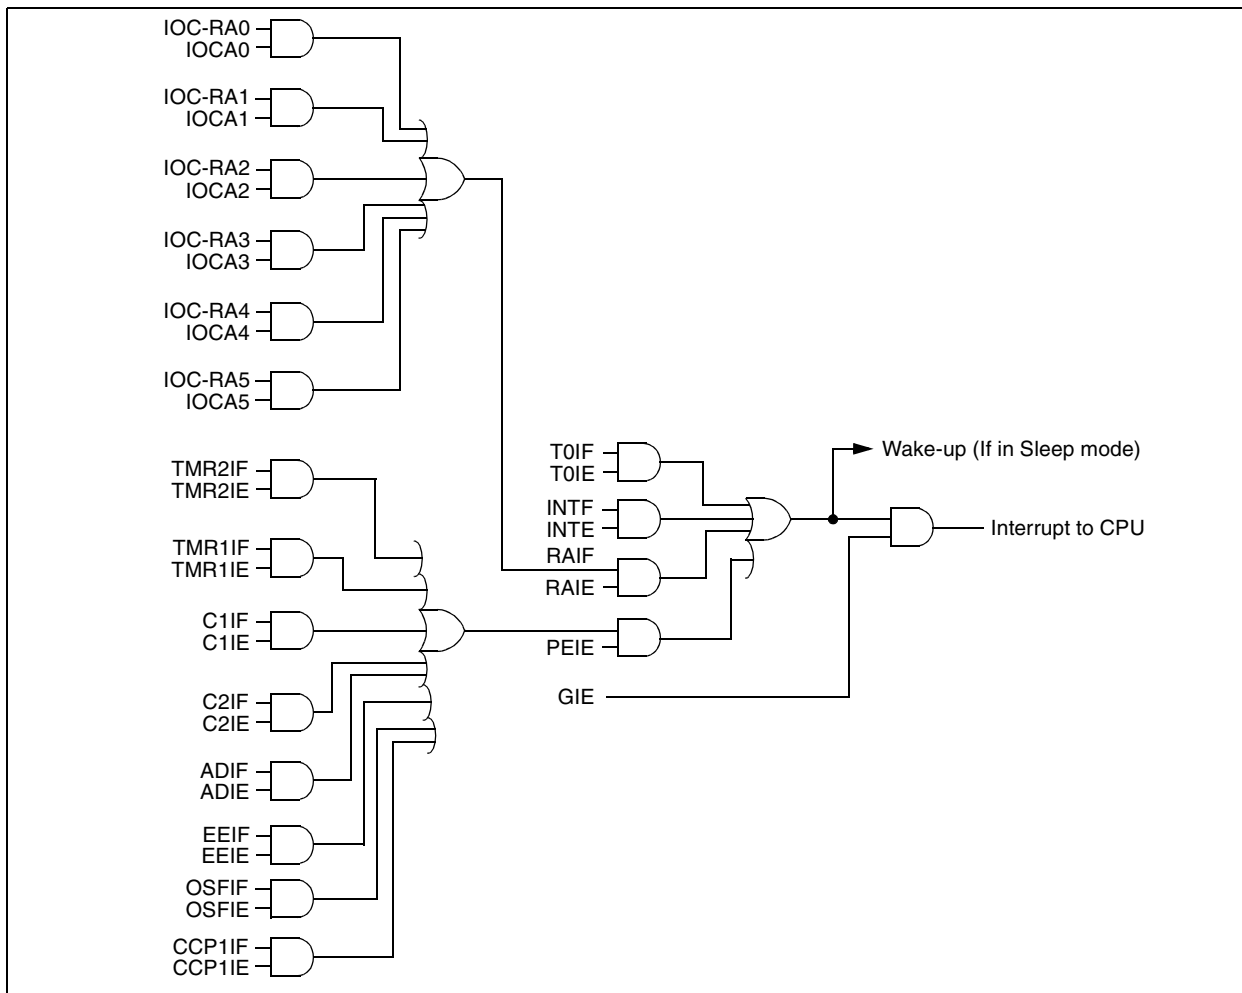 IOC-RA0
IOCA0
IOC-RA1
IOCA1
IOC-RA2
IOCA2
IOC-RA3
IOCA3
IOC-RA4
IOCA4
IOC-RA5
IOCA5
TMR2IF
TMR2IE
TMR1IF
TMR1IE
C1IF
C1IE
C2IF
C2IE
ADIF
ADIE
EEIF
EEIE
OSFIF
OSFIE
CCP1IF
CCP1IE
T0IF
T0IE
INTF
INTE
RAIF
RAIE
PEIE
GIE
Wake-up (If in Sleep mode)
Interrupt to CPU